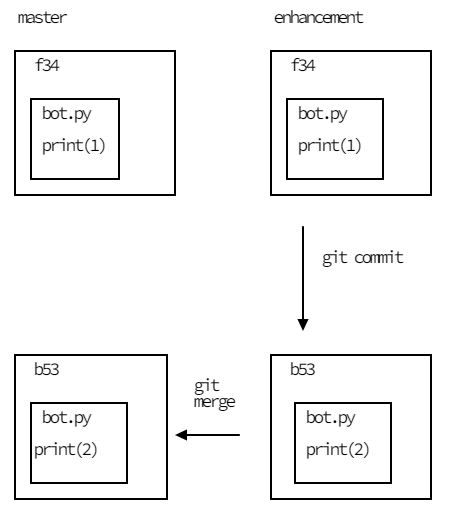 master
enhancement
f34
bot.py
print(1)
f34
bot.py
print(1)
git commit
b53
bot.py
print(2)
git
merge
b53
bot.py
print(2)